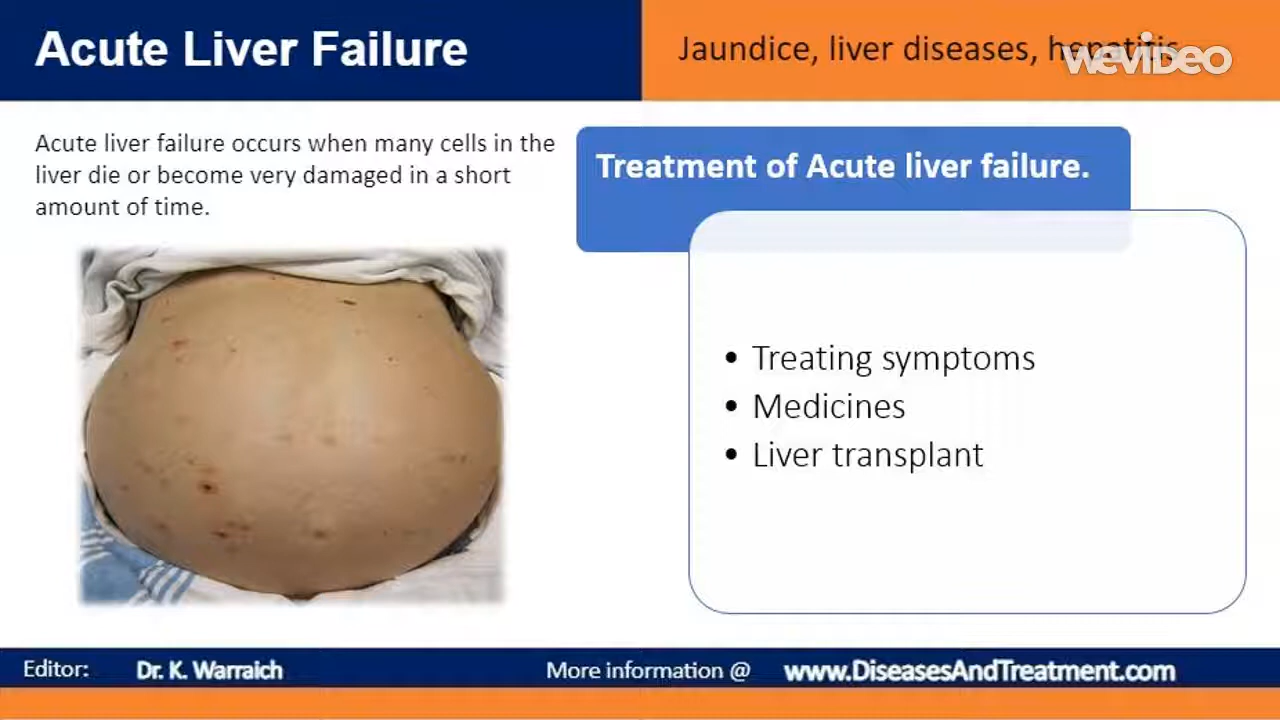 Acute Liver Failure
Jaundice, liver diseases, hepatitis
wevideo
Acute liver failure occurs when many cells in the
liver die or become very damaged in a short
amount of time.
Treatment of Acute liver failure.
• Treating symptoms
• Medicines
• Liver transplant
Editor: Dr. K. Warraich
More information @ www.DiseasesAndTreatment.com